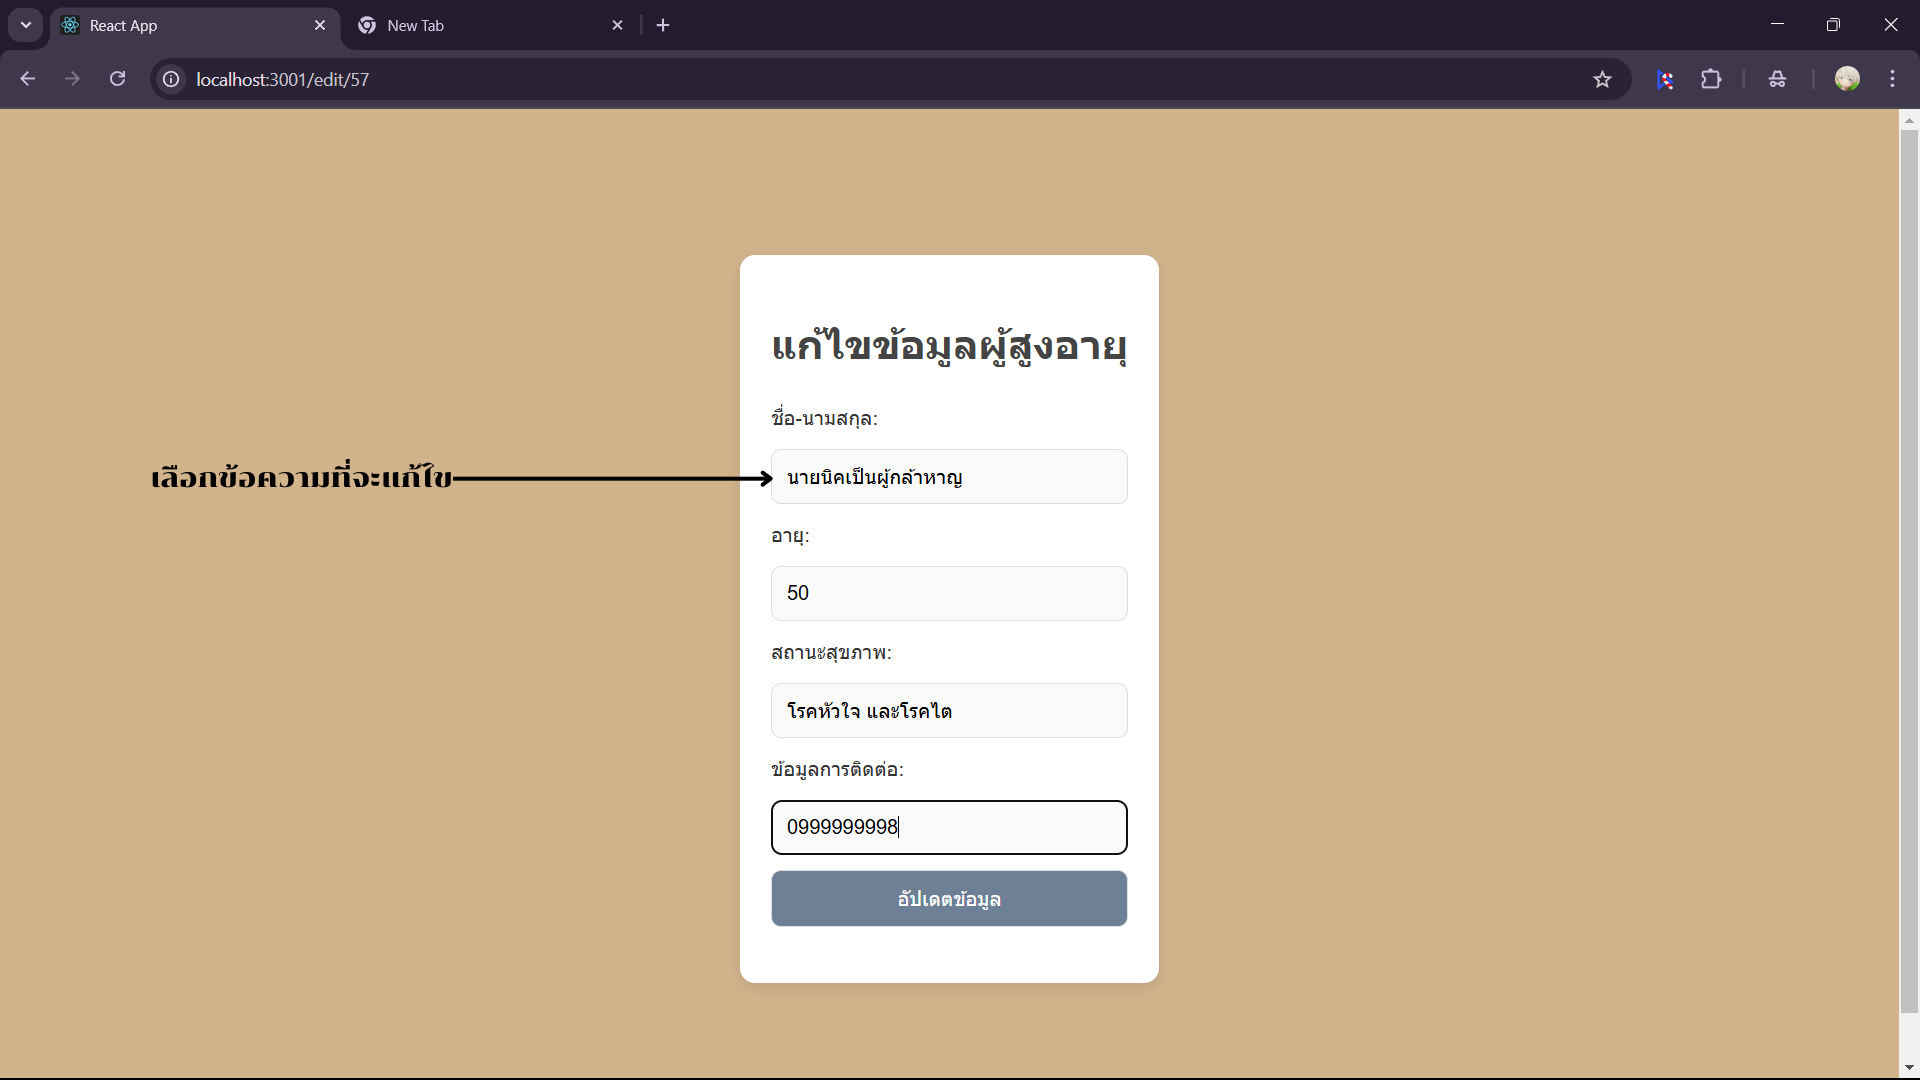 React App
New Tab
localhost:3001/edit/57
แก้ไขข้อมูลผู้สูงอายุ
ชื่อ-นามสกุล:
เลือกข้อความที่จะแก้ไข
นายนิคเป็นผู้กล้าหาญ
อายุ:
50
สถานะสุขภาพ:
โรคหัวใจ และโรคไต
ข้อมูลการติดต่อ:
0999999998
อัปเดตข้อมูล